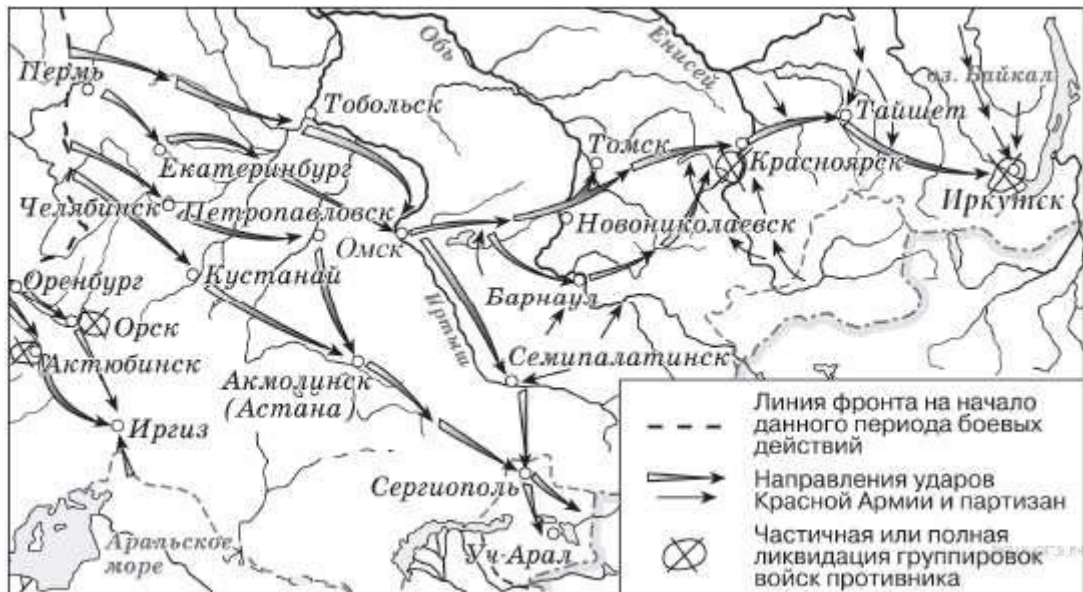 Обь
Енисей
оз. Байкал
Пермь
Тобольск
Тайшет
Томск
Екатеринбург
Красноярск
Челябинск
Петропавловск
Иркутск
Омск
Новониколаевск
Кустанай
Оренбург
Барнаул
Орск
Иртыш
Актюбинск
Семипалатинск
Акмолинск
(Астана)
Иргиз
Сергиополь
Аральское
море
Уч-Арал
Линия фронта на начало
данного периода боевых
действий
Направления ударов
Красной Армии и партизан
Частичная или полная
ликвидация группировок
войск противника